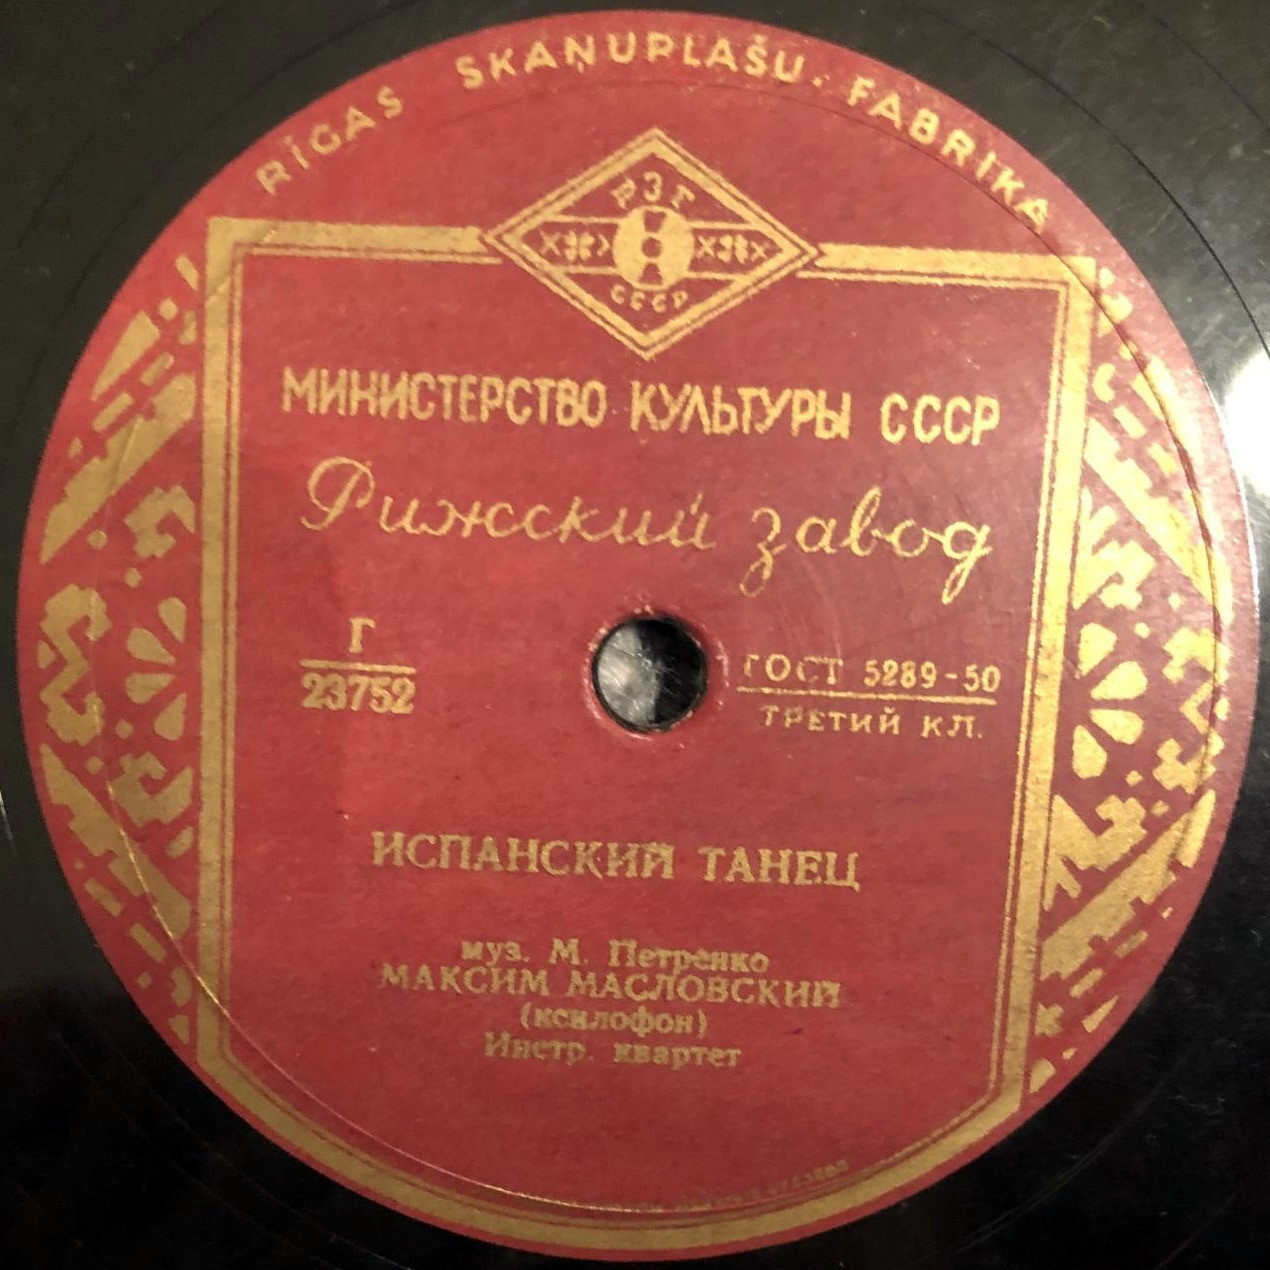 RĪGAS SKAŅUPLAŠU FABRIKA
РЗГ
СССР
МИНИСТЕРСТВО КУЛЬТУРЫ СССР
Рижский завод
Г
23752
ГОСТ 5289-50
ТРЕТИЙ КЛ.
ИСПАНСКИЙ ТАНЕЦ
муз. М. Петренко
МАКСИМ МАСЛОВСКИЙ
(ксилофон)
Инстр. квартет